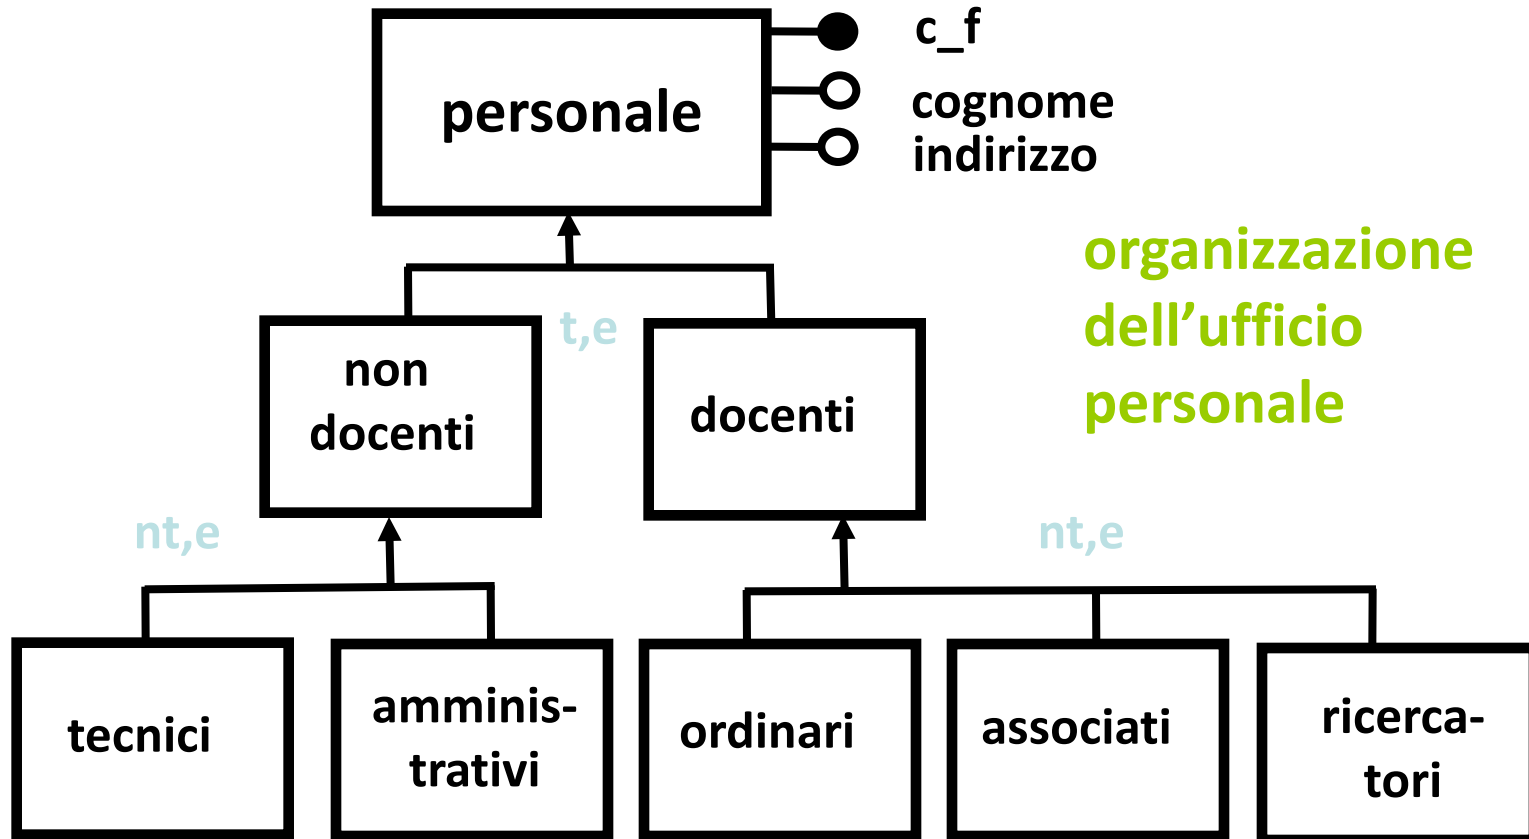 c_f
personale
cognome
indirizzo
organizzazione
dell’ufficio
personale
t,e
non
docenti
docenti
nt,e
nt,e
tecnici
amminis-
trativi
ordinari
associati
ricerca-
tori